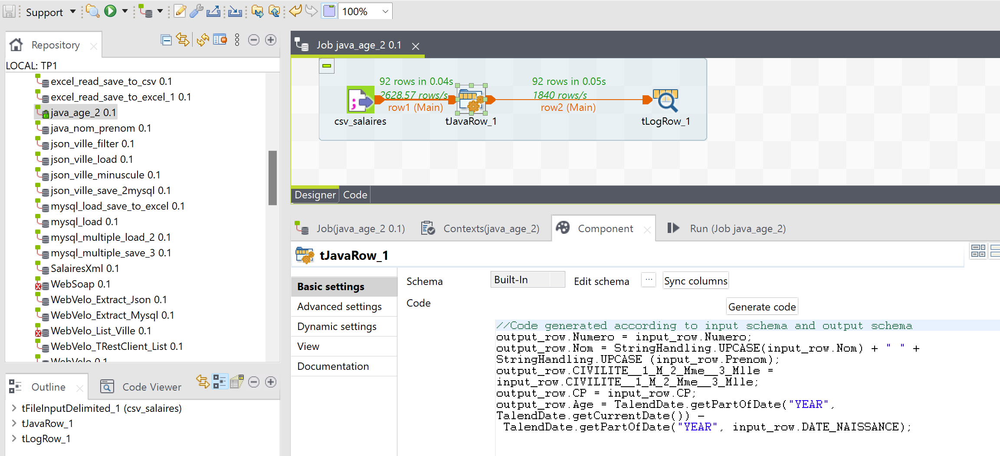 Support
100%
Repository
LOCAL: TP1
excel_read_save_to_csv 0.1
excel_read_save_to_excel_1 0.1
java_age_2 0.1
java_nom_prenom 0.1
json_ville_filter 0.1
json_ville_load 0.1
json_ville_minuscule 0.1
json_ville_save_2mysql 0.1
mysql_load_save_to_excel 0.1
mysql_load 0.1
mysql_multiple_load_2 0.1
mysql_multiple_save_3 0.1
SalairesXml 0.1
WebSoap 0.1
WebVelo_Extract_Json 0.1
WebVelo_Extract_Mysql 0.1
WebVelo_List_Ville 0.1
WebVelo_TRestClient_List 0.1
WebVelo 0.1
Outline
Code Viewer
tFileInputDelimited_1 (csv_salaires)
tJavaRow_1
tLogRow_1
Job java_age_2 0.1
92 rows in 0.04s
2628.57 rows/s
row1 (Main)
92 rows in 0.05s
1840 rows/s
row2 (Main)
csv_salaires
tJavaRow_1
tLogRow_1
Designer
Code
Job(java_age_2 0.1)
Contexts(java_age_2)
Component
Run (Job java_age_2)
tJavaRow_1
Basic settings
Advanced settings
Dynamic settings
View
Documentation
Schema
Built-In
Edit schema
...
Sync columns
Code
Generate code
//Code generated according to input schema and output schema
output_row.Numero = input_row.Numero;
output_row.Nom = StringHandling.UPCASE(input_row.Nom) + " " +
StringHandling.UPCASE (input_row.Prenom);
output_row.CIVILITE__1_M_2_Mme__3_Mlle =
input_row.CIVILITE__1_M_2_Mme__3_Mlle;
output_row.CP = input_row.CP;
output_row.Age = TalendDate.getPartOfDate("YEAR",
TalendDate.getCurrentDate()) -
TalendDate.getPartOfDate("YEAR", input_row.DATE_NAISSANCE);